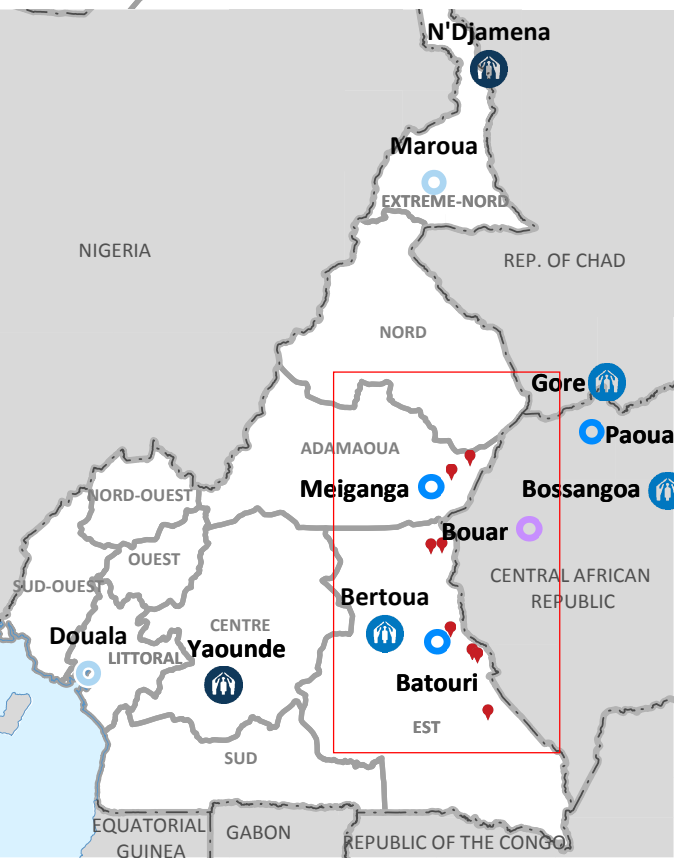 N'Djamena
Maroua
EXTREME-NORD
NIGERIA
REP. OF CHAD
NORD
Gore
Paoua
ADAMAOUA
Meiganga
Bossangoa
NORD-OUEST
Bouar
OUEST
CENTRAL AFRICAN
REPUBLIC
SUD-OUEST
Bertoua
CENTRE
Douala
Yaounde
LITTORAL
Batouri
EST
SUD
EQUATORIAL
GUINEA
GABON
REPUBLIC OF THE CONGO